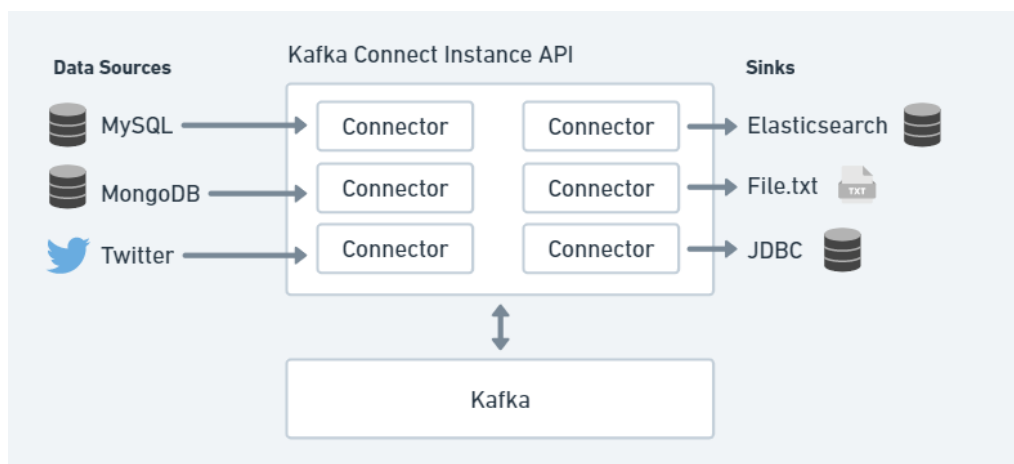 Kafka Connect Instance API
Data Sources
Sinks
MySQL
Connector
Connector
Elasticsearch
MongoDB
Connector
Connector
File.txt
TXT
Twitter
Connector
Connector
JDBC
Kafka